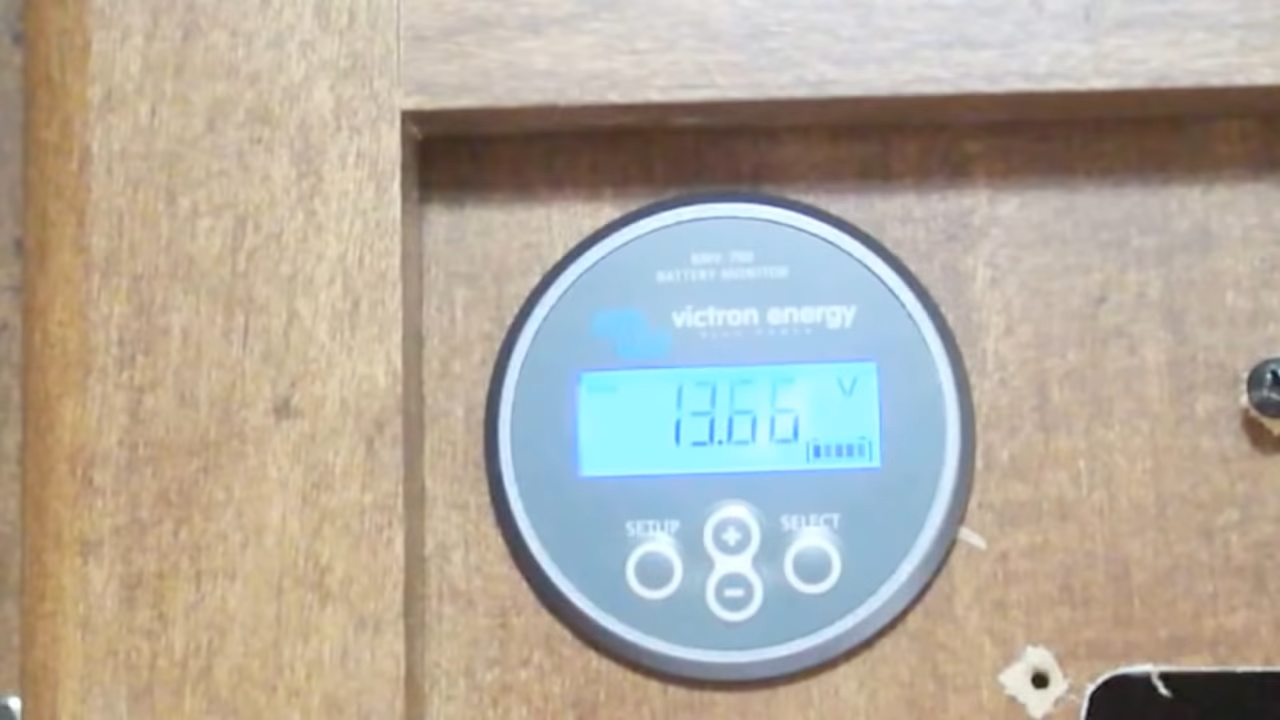 BATTERY MONITOR
victron energy
13.66 V
SETUP + SELECT
−